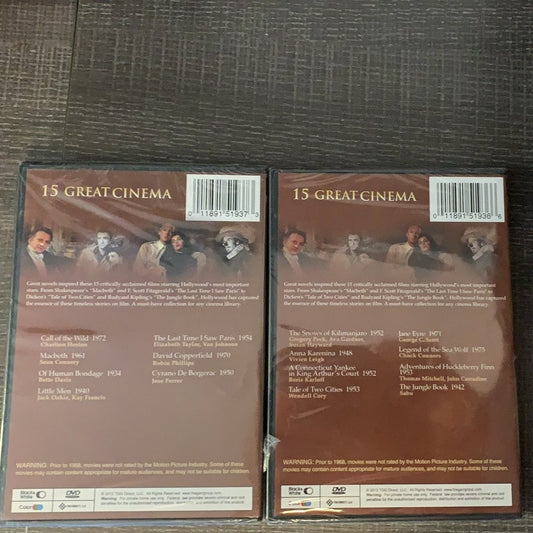 15 GREAT CINEMA
0 11891 51937 3
Great novels inspired these 15 critically acclaimed films starring Hollywood's most important
stars. From Shakespeare's "Macbeth" and F. Scott Fitzgerald's "The Last Time I Saw Paris" to
Dickens's "Tale of Two Cities" and Rudyard Kipling's "The Jungle Book", Hollywood has captured
the essence of these timeless stories on film. A must-have collection for any cinema library.
Call of the Wild 1972
Charlton Heston
Macbeth 1961
Sean Connery
Of Human Bondage 1934
Bette Davis
Little Men 1940
Jack Oakie, Kay Francis
The Last Time I Saw Paris 1954
Elizabeth Taylor, Van Johnson
David Copperfield 1970
Robin Phillips
Cyrano De Bergerac 1950
Jose Ferrer
WARNING: Prior to 1968, movies were not rated by the Motion Picture Industry. Some of these
movies may contain content appropriate for mature audiences, and may not be suitable for children.
Black&
White
DVD
Color
15 GREAT CINEMA
0 11891 51938 6
Great novels inspired these 15 critically acclaimed films starring Hollywood's most important
stars. From Shakespeare's "Macbeth" and F. Scott Fitzgerald's "The Last Time I Saw Paris" to
Dickens's "Tale of Two Cities" and Rudyard Kipling's "The Jungle Book", Hollywood has captured
the essence of these timeless stories on film. A must-have collection for any cinema library.
The Snows of Kilimanjaro 1952
Gregory Peck, Ava Gardner,
Susan Hayward
Anna Karenina 1948
Vivien Leigh
A Connecticut Yankee
in King Arthur's Court 1952
Boris Karloff
Tale of Two Cities 1953
Wendell Cory
Jane Eyre 1971
George C. Scott
Legend of the Sea Wolf 1975
Chuck Connors
Adventures of Huckleberry Finn
1953
Thomas Mitchell, John Carradine
The Jungle Book 1942
Sabu
WARNING: Prior to 1968, movies were not rated by the Motion Picture Industry. Some of these
movies may contain content appropriate for mature audiences, and may not be suitable for children.
Black&
White
DVD
Color